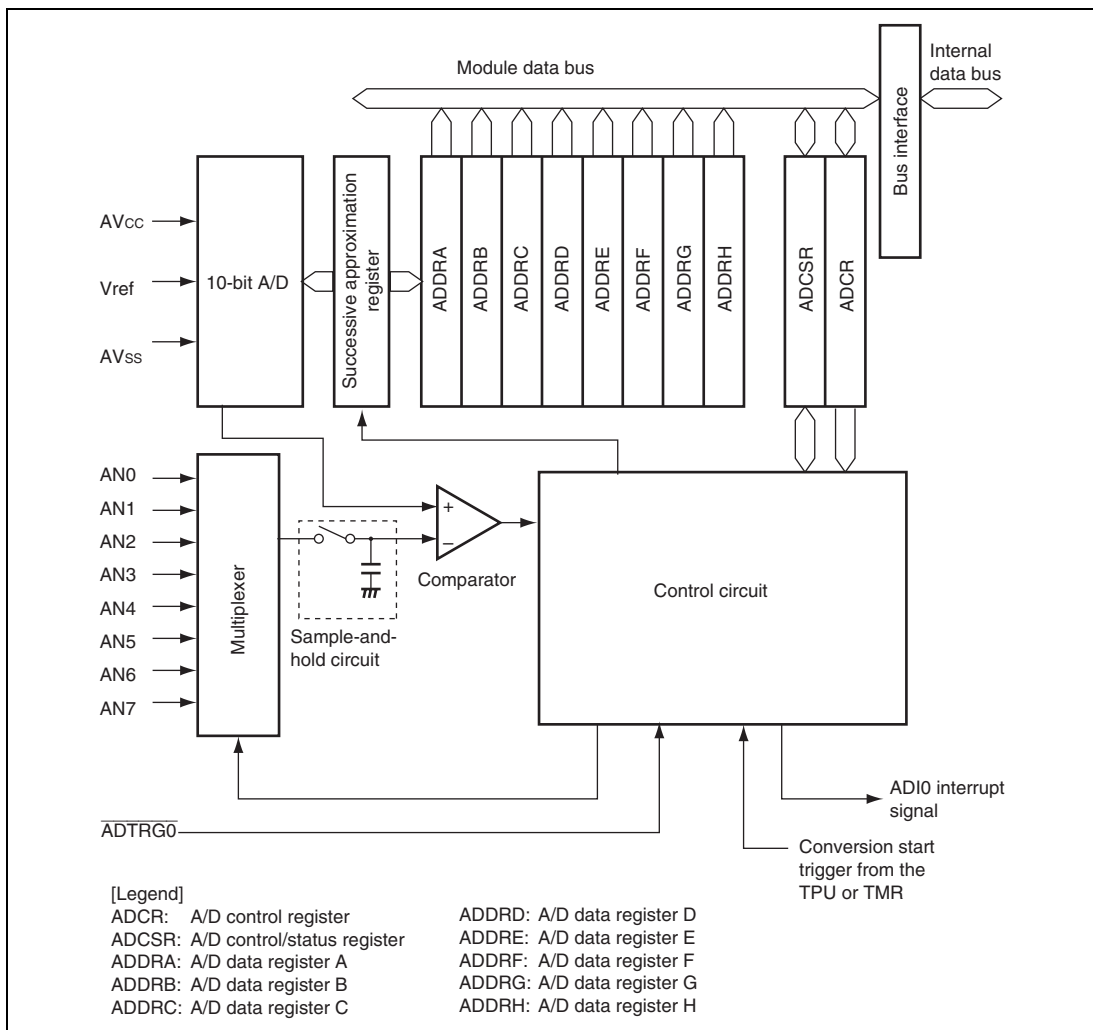 Module data bus
Internal
data bus
Bus interface
AVCC
Vref
AVSS
10-bit A/D
Successive approximation
register
ADDRA
ADDRB
ADDRC
ADDRD
ADDRE
ADDRF
ADDRG
ADDRH
ADCSR
ADCR
AN0
AN1
AN2
AN3
AN4
AN5
AN6
AN7
Multiplexer
+
−
Comparator
Sample-and-
hold circuit
Control circuit
ADI0 interrupt
signal
ADTRG0
Conversion start
trigger from the
TPU or TMR
[Legend]
ADCR: A/D control register
ADCSR: A/D control/status register
ADDRA: A/D data register A
ADDRB: A/D data register B
ADDRC: A/D data register C
ADDRD: A/D data register D
ADDRE: A/D data register E
ADDRF: A/D data register F
ADDRG: A/D data register G
ADDRH: A/D data register H